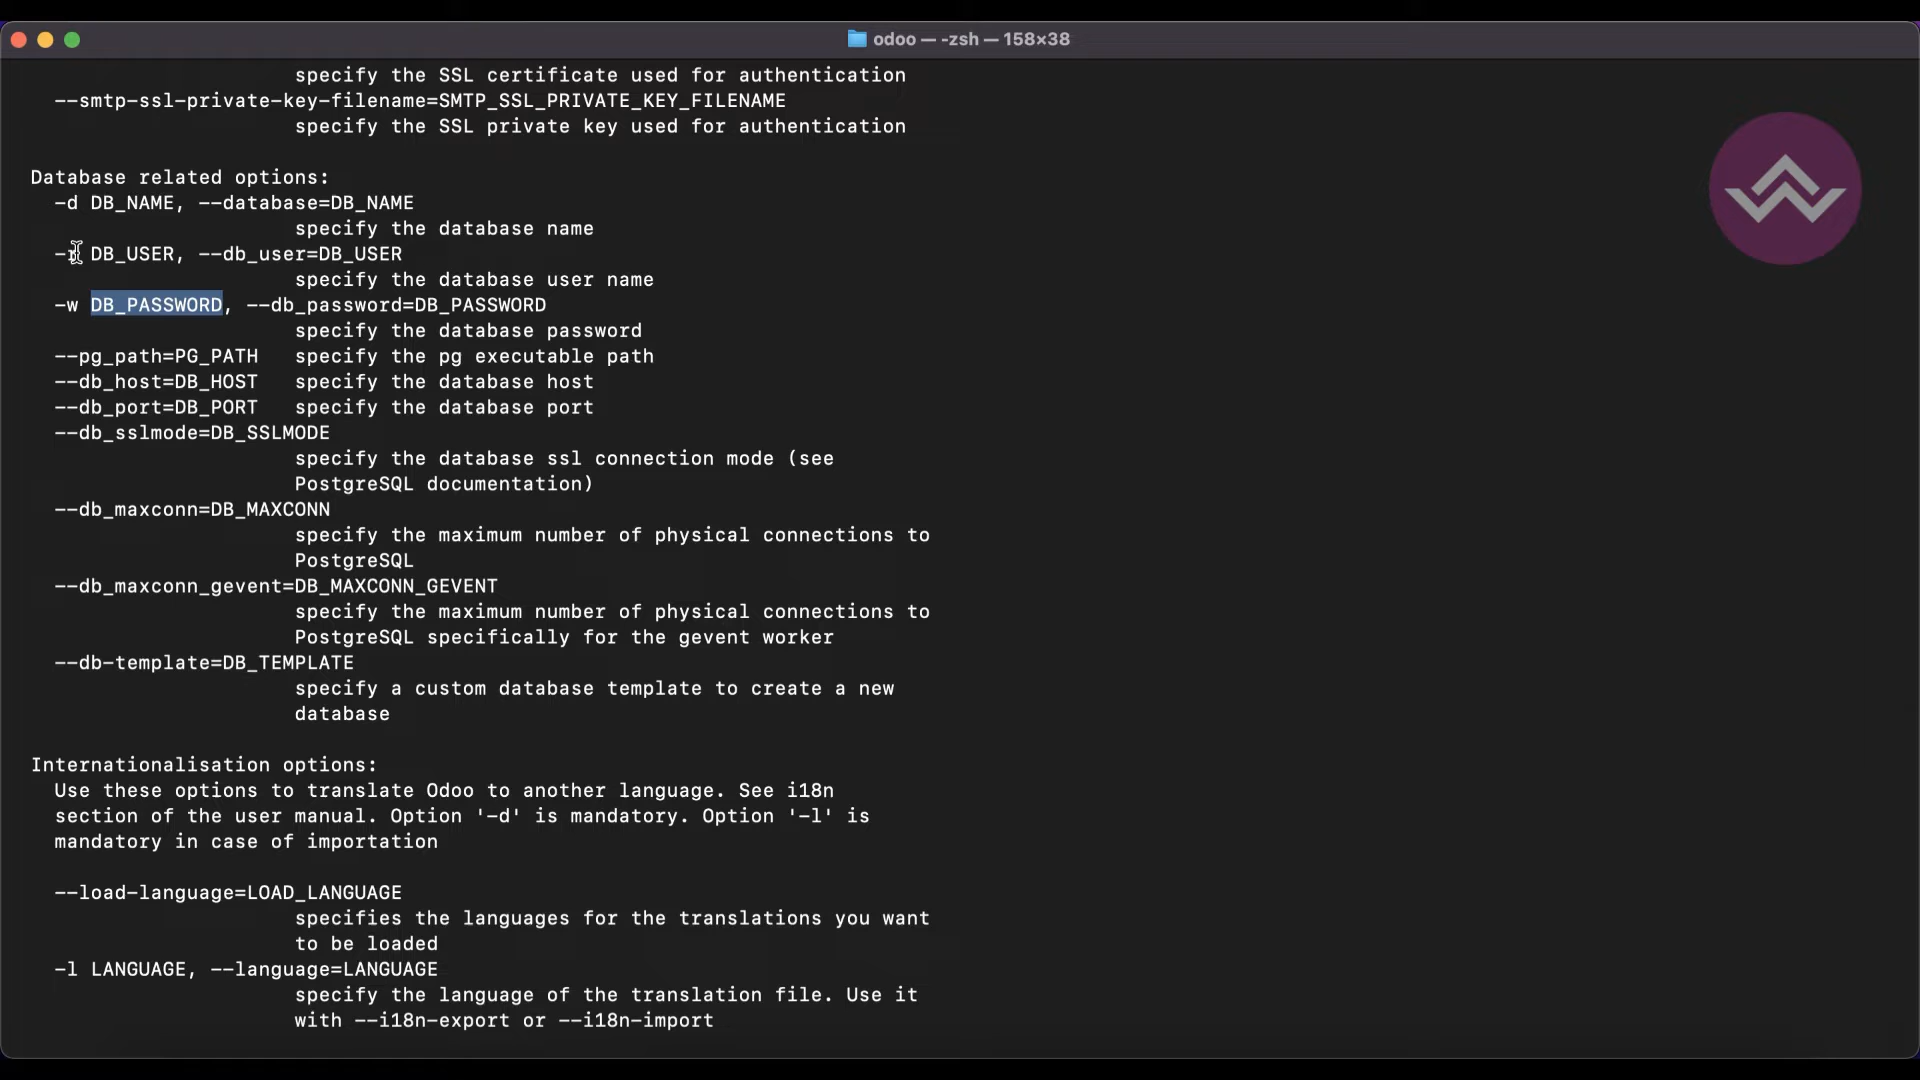 odoo — -zsh — 158×38
specify the SSL certificate used for authentication
--smtp-ssl-private-key-filename=SMTP_SSL_PRIVATE_KEY_FILENAME
specify the SSL private key used for authentication
Database related options:
-d DB_NAME, --database=DB_NAME
specify the database name
-r DB_USER, --db_user=DB_USER
specify the database user name
-w DB_PASSWORD, --db_password=DB_PASSWORD
specify the database password
--pg_path=PG_PATH   specify the pg executable path
--db_host=DB_HOST   specify the database host
--db_port=DB_PORT   specify the database port
--db_sslmode=DB_SSLMODE
specify the database ssl connection mode (see
PostgreSQL documentation)
--db_maxconn=DB_MAXCONN
specify the maximum number of physical connections to
PostgreSQL
--db_maxconn_gevent=DB_MAXCONN_GEVENT
specify the maximum number of physical connections to
PostgreSQL specifically for the gevent worker
--db-template=DB_TEMPLATE
specify a custom database template to create a new
database
Internationalisation options:
Use these options to translate Odoo to another language. See i18n
section of the user manual. Option '-d' is mandatory. Option '-l' is
mandatory in case of importation
--load-language=LOAD_LANGUAGE
specifies the languages for the translations you want
to be loaded
-l LANGUAGE, --language=LANGUAGE
specify the language of the translation file. Use it
with --i18n-export or --i18n-import